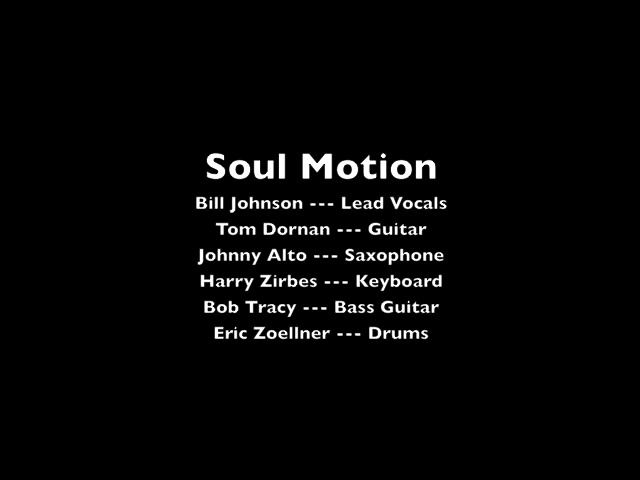 Soul Motion
Bill Johnson --- Lead Vocals
Tom Dornan --- Guitar
Johnny Alto --- Saxophone
Harry Zirbes --- Keyboard
Bob Tracy --- Bass Guitar
Eric Zoellner --- Drums